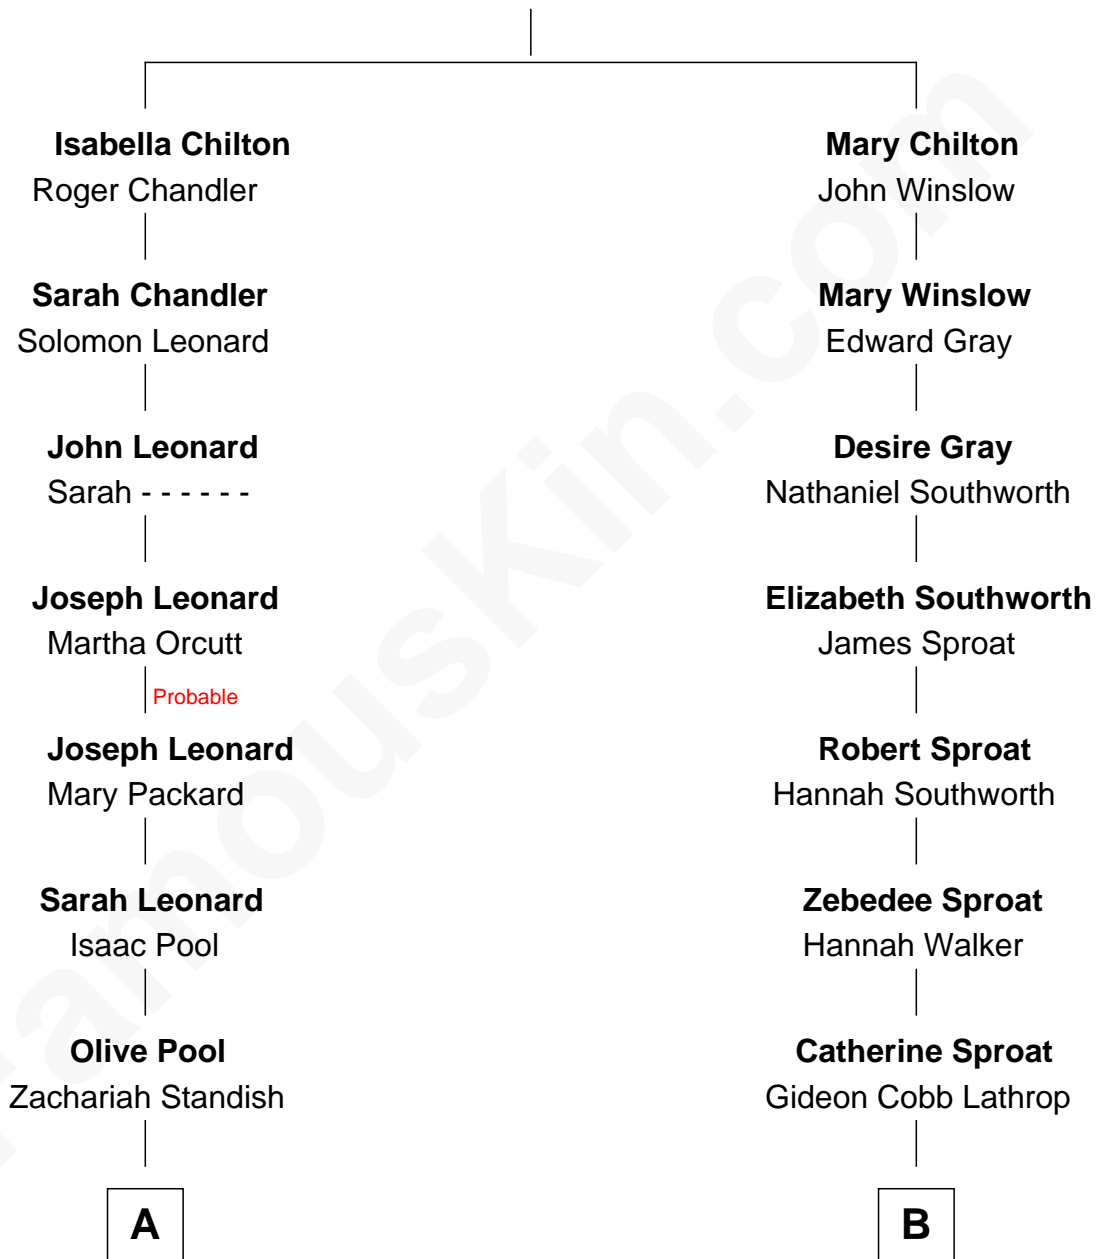 Isabella Chilton
Roger Chandler
Sarah Chandler
Solomon Leonard
John Leonard
Sarah - - - - - -
Joseph Leonard
Martha Orcutt
Probable
Joseph Leonard
Mary Packard
Sarah Leonard
Isaac Pool
Olive Pool
Zachariah Standish
A
Mary Chilton
John Winslow
Mary Winslow
Edward Gray
Desire Gray
Nathaniel Southworth
Elizabeth Southworth
James Sproat
Robert Sproat
Hannah Southworth
Zebedee Sproat
Hannah Walker
Catherine Sproat
Gideon Cobb Lathrop
B
FamousKin.com